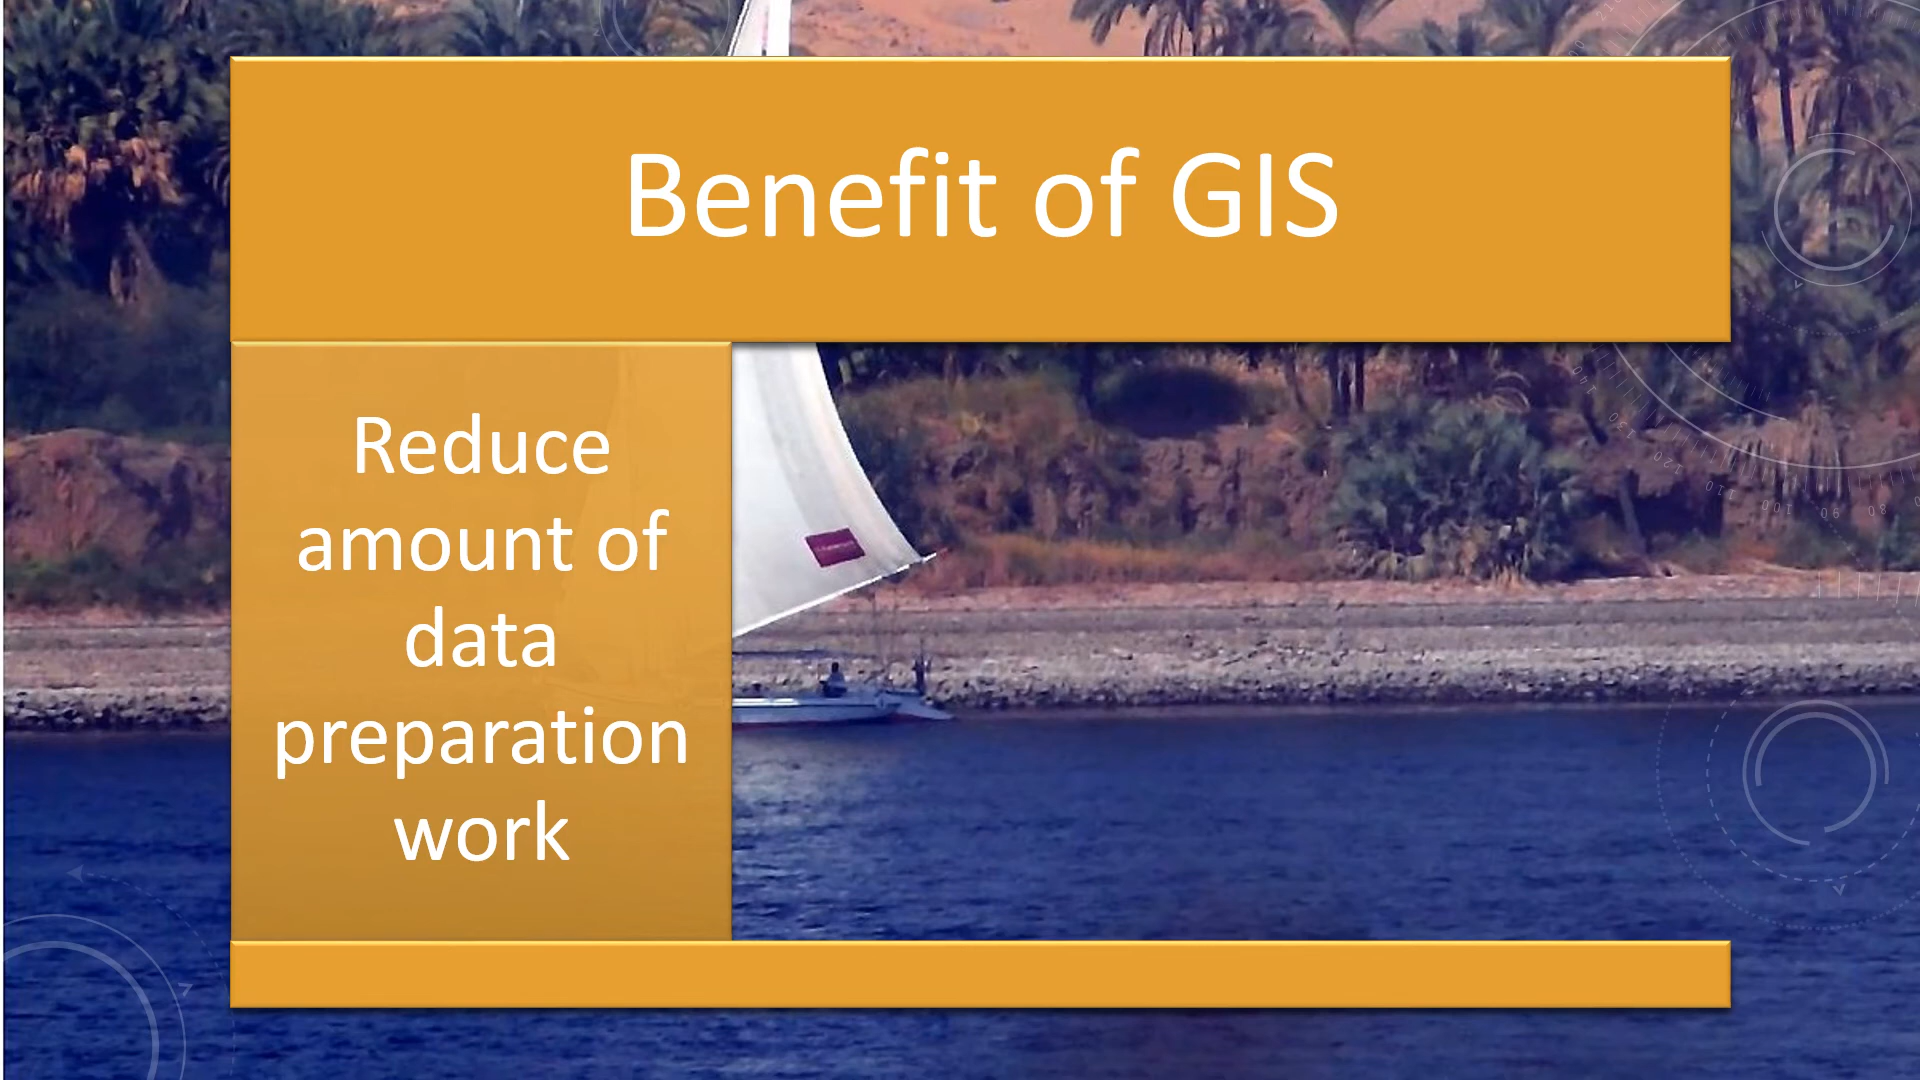 Benefit of GIS
Reduce
amount of
data
preparation
work